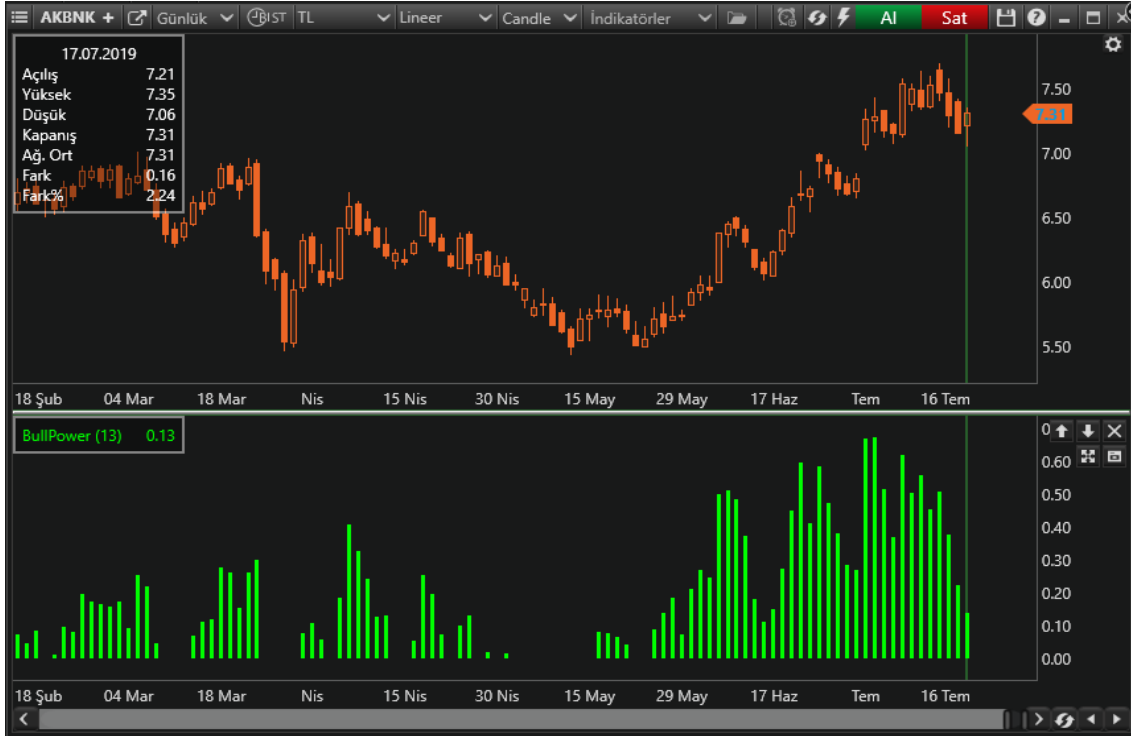 AKBNK + Günlük BIST TL Lineer Candle İndikatörler Al Sat
17.07.2019
Açılış 7.21
Yüksek 7.35
Düşük 7.06
Kapanış 7.31
Ağ. Ort 7.31
Fark 0.16
Fark% 2.24
7.50
7.31
7.00
6.50
6.00
5.50
18 Şub 04 Mar 18 Mar Nis 15 Nis 30 Nis 15 May 29 May 17 Haz Tem 16 Tem
BullPower (13) 0.13
0.60
0.50
0.40
0.30
0.20
0.10
0.00
18 Şub 04 Mar 18 Mar Nis 15 Nis 30 Nis 15 May 29 May 17 Haz Tem 16 Tem